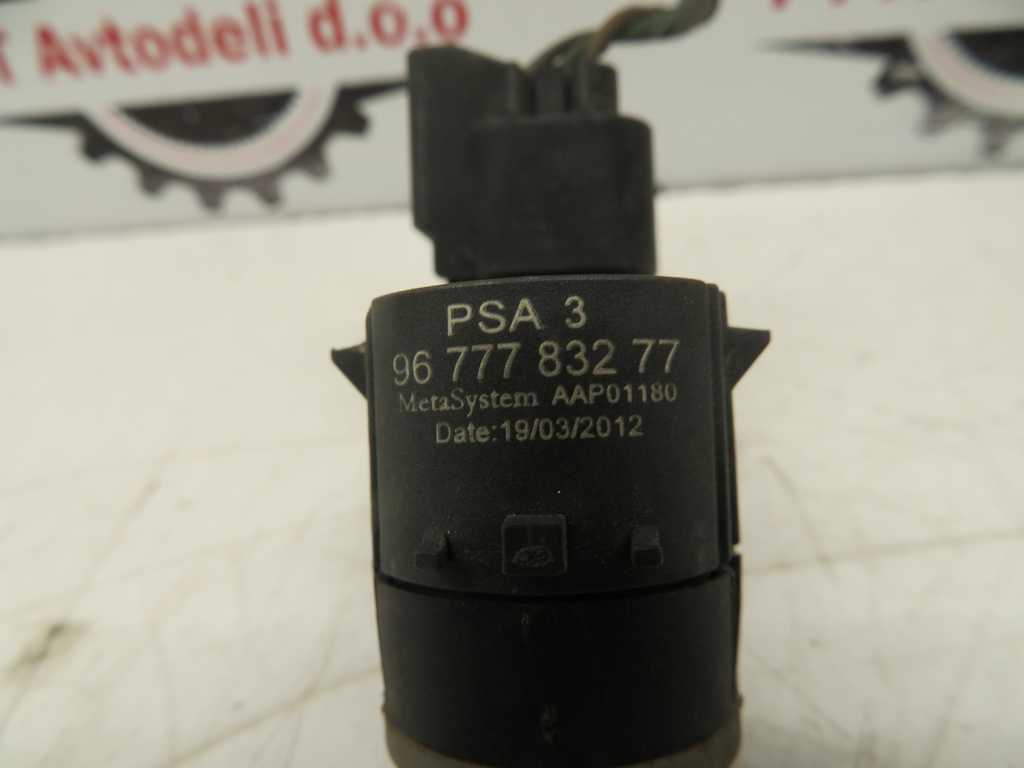 T Avtodeli d.o.o
PSA 3
96 777 832 77
MetaSystem AAP01180
Date:19/03/2012